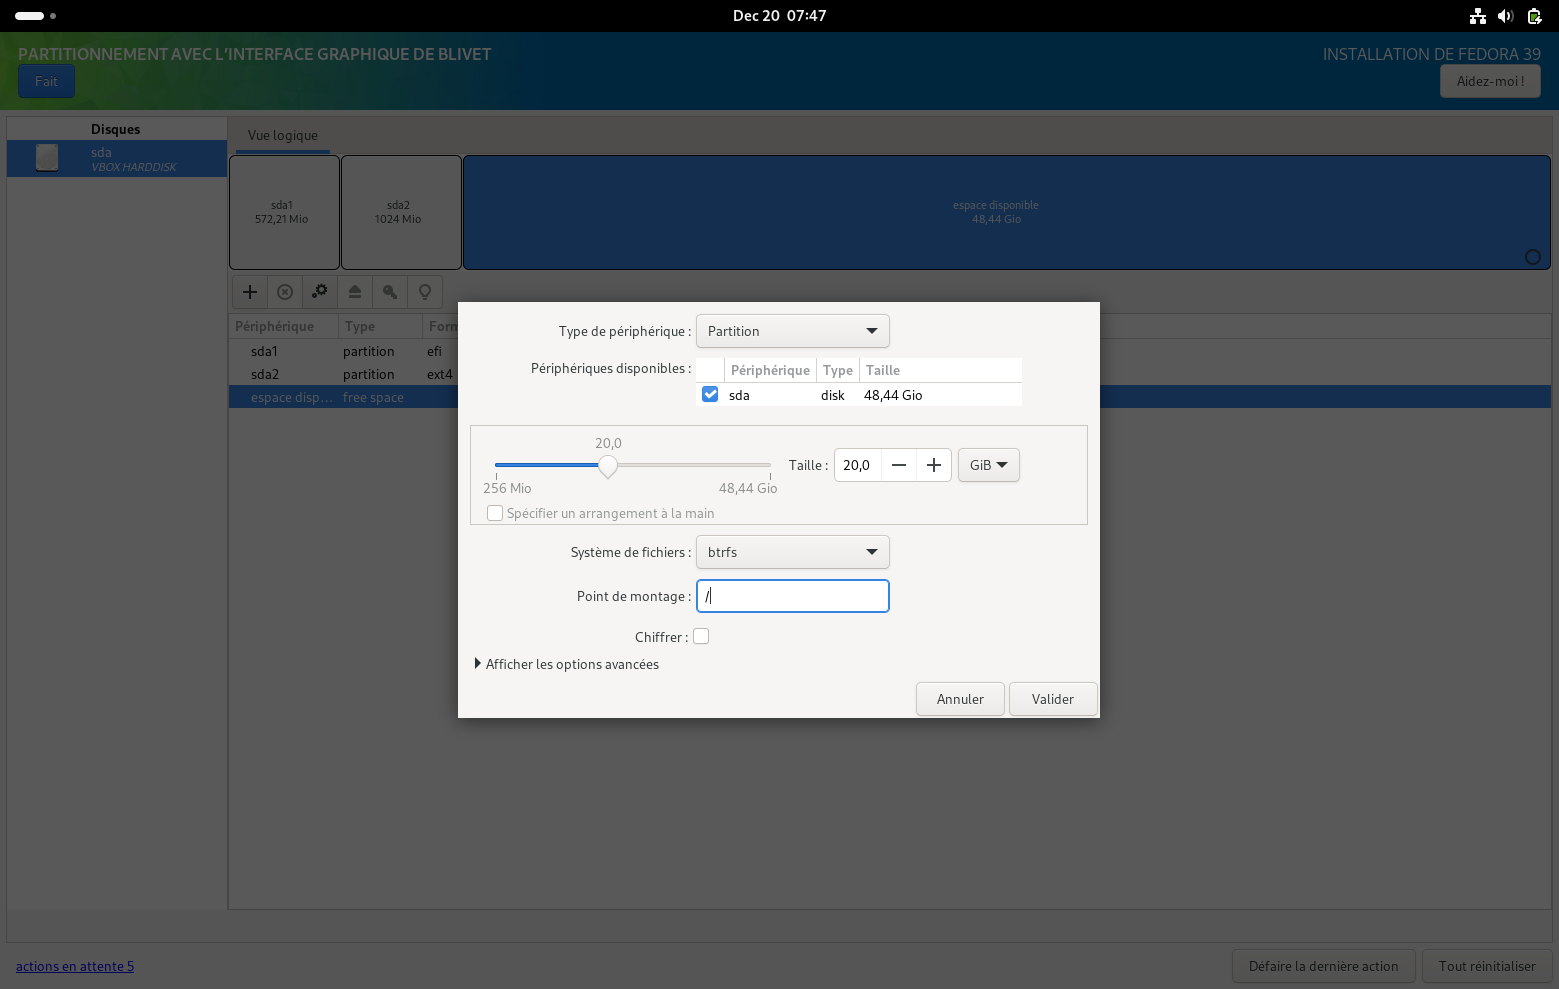 Dec 20 07:47
PARTITIONNEMENT AVEC L'INTERFACE GRAPHIQUE DE BLIVET
INSTALLATION DE FEDORA 39
Fait
Aidez-moi !
Disques
sda
VBOX HARDDISK
Vue logique
sda1
572,21 Mio
sda2
1024 Mio
espace disponible
48,44 Gio
Périphérique Type Form
sda1 partition efi
sda2 partition ext4
espace disp... free space
Type de périphérique : Partition
Périphériques disponibles :
Périphérique Type Taille
sda disk 48,44 Gio
20,0
Taille : 20,0 GiB
256 Mio 48,44 Gio
Spécifier un arrangement à la main
Système de fichiers : btrfs
Point de montage : /
Chiffrer :
Afficher les options avancées
Annuler Valider
actions en attente 5
Défaire la dernière action
Tout réinitialiser